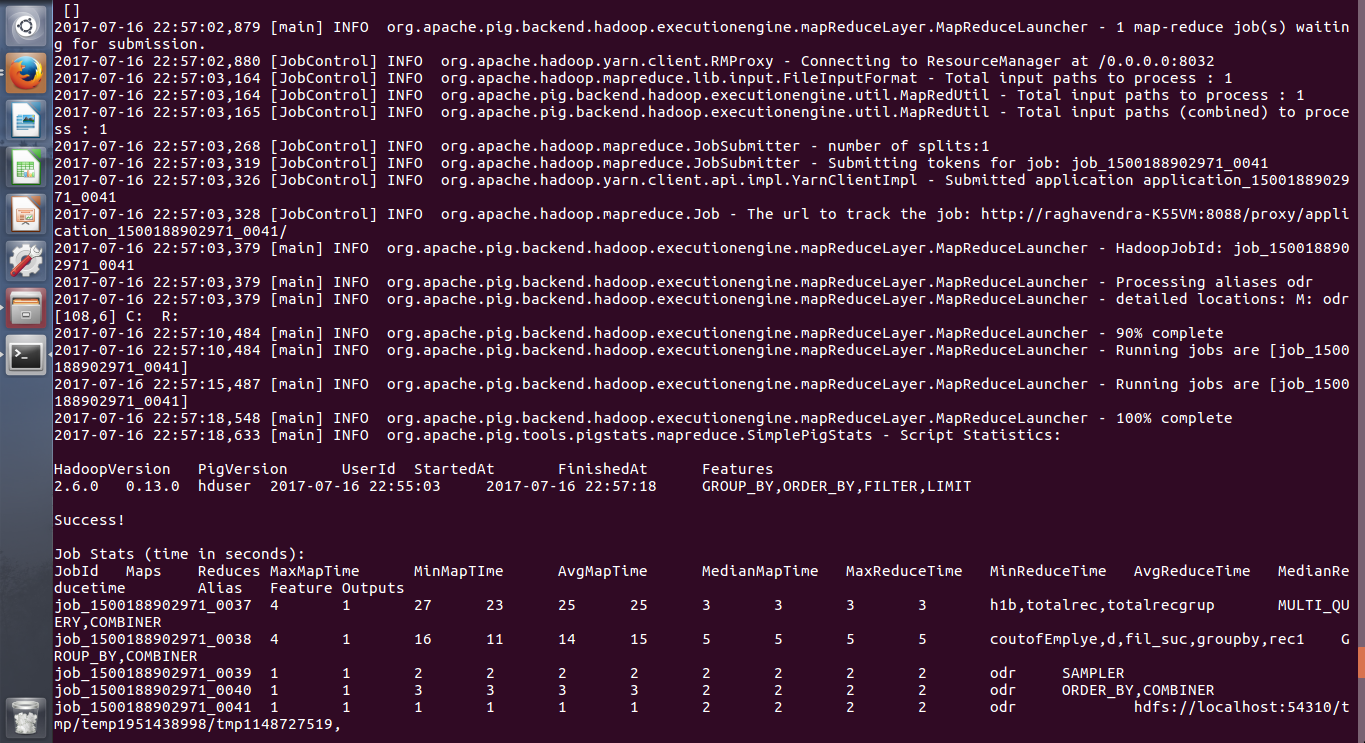 []
2017-07-16 22:57:02,879 [main] INFO  org.apache.pig.backend.hadoop.executionengine.mapReduceLayer.MapReduceLauncher - 1 map-reduce job(s) waitin
g for submission.
2017-07-16 22:57:02,880 [JobControl] INFO  org.apache.hadoop.yarn.client.RMProxy - Connecting to ResourceManager at /0.0.0.0:8032
2017-07-16 22:57:03,164 [JobControl] INFO  org.apache.hadoop.mapreduce.lib.input.FileInputFormat - Total input paths to process : 1
2017-07-16 22:57:03,164 [JobControl] INFO  org.apache.pig.backend.hadoop.executionengine.util.MapRedUtil - Total input paths to process : 1
2017-07-16 22:57:03,165 [JobControl] INFO  org.apache.pig.backend.hadoop.executionengine.util.MapRedUtil - Total input paths (combined) to proce
ss : 1
2017-07-16 22:57:03,268 [JobControl] INFO  org.apache.hadoop.mapreduce.JobSubmitter - number of splits:1
2017-07-16 22:57:03,319 [JobControl] INFO  org.apache.hadoop.mapreduce.JobSubmitter - Submitting tokens for job: job_1500188902971_0041
2017-07-16 22:57:03,326 [JobControl] INFO  org.apache.hadoop.yarn.client.api.impl.YarnClientImpl - Submitted application application_15001889029
71_0041
2017-07-16 22:57:03,328 [JobControl] INFO  org.apache.hadoop.mapreduce.Job - The url to track the job: http://raghavendra-K55VM:8088/proxy/appli
cation_1500188902971_0041/
2017-07-16 22:57:03,379 [main] INFO  org.apache.pig.backend.hadoop.executionengine.mapReduceLayer.MapReduceLauncher - HadoopJobId: job_150018890
2971_0041
2017-07-16 22:57:03,379 [main] INFO  org.apache.pig.backend.hadoop.executionengine.mapReduceLayer.MapReduceLauncher - Processing aliases odr
2017-07-16 22:57:03,379 [main] INFO  org.apache.pig.backend.hadoop.executionengine.mapReduceLayer.MapReduceLauncher - detailed locations: M: odr
[108,6] C:  R: 
2017-07-16 22:57:10,484 [main] INFO  org.apache.pig.backend.hadoop.executionengine.mapReduceLayer.MapReduceLauncher - 90% complete
2017-07-16 22:57:10,484 [main] INFO  org.apache.pig.backend.hadoop.executionengine.mapReduceLayer.MapReduceLauncher - Running jobs are [job_1500
188902971_0041]
2017-07-16 22:57:15,487 [main] INFO  org.apache.pig.backend.hadoop.executionengine.mapReduceLayer.MapReduceLauncher - Running jobs are [job_1500
188902971_0041]
2017-07-16 22:57:18,548 [main] INFO  org.apache.pig.backend.hadoop.executionengine.mapReduceLayer.MapReduceLauncher - 100% complete
2017-07-16 22:57:18,633 [main] INFO  org.apache.pig.tools.pigstats.mapreduce.SimplePigStats - Script Statistics:
HadoopVersion   PigVersion      UserId  StartedAt       FinishedAt      Features
2.6.0   0.13.0  hduser  2017-07-16 22:55:03     2017-07-16 22:57:18     GROUP_BY,ORDER_BY,FILTER,LIMIT
Success!
Job Stats (time in seconds):
JobId   Maps    Reduces MaxMapTime      MinMapTIme      AvgMapTime      MedianMapTime   MaxReduceTime   MinReduceTime   AvgReduceTime   MedianRe
ducetime        Alias   Feature Outputs
job_1500188902971_0037  4       1       27      23      25      25      3       3       3       3       h1b,totalrec,totalrecgrup       MULTI_QU
ERY,COMBINER
job_1500188902971_0038  4       1       16      11      14      15      5       5       5       5       coutofEmplye,d,fil_suc,groupby,rec1    G
ROUP_BY,COMBINER
job_1500188902971_0039  1       1       2       2       2       2       2       2       2       2       odr     SAMPLER
job_1500188902971_0040  1       1       3       3       3       3       2       2       2       2       odr     ORDER_BY,COMBINER
job_1500188902971_0041  1       1       1       1       1       1       2       2       2       2       odr             hdfs://localhost:54310/t
mp/temp1951438998/tmp1148727519,